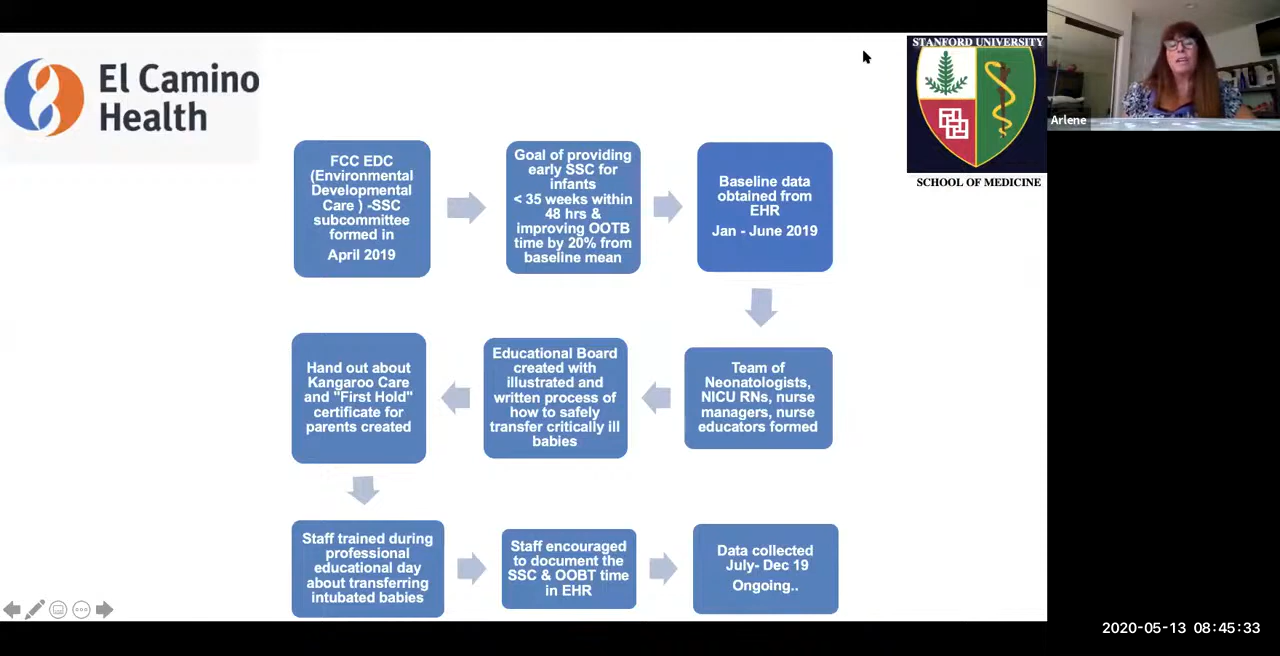 El Camino
Health
STANFORD UNIVERSITY
SCHOOL OF MEDICINE
Arlene
FCC EDC
(Environmental
Developmental
Care ) -SSC
subcommittee
formed in
April 2019
Goal of providing
early SSC for
infants
< 35 weeks within
48 hrs &
improving OOTB
time by 20% from
baseline mean
Baseline data
obtained from
EHR
Jan - June 2019
Team of
Neonatologists,
NICU RNs, nurse
managers, nurse
educators formed
Educational Board
created with
illustrated and
written process of
how to safely
transfer critically ill
babies
Hand out about
Kangaroo Care
and "First Hold"
certificate for
parents created
Staff trained during
professional
educational day
about transferring
intubated babies
Staff encouraged
to document the
SSC & OOBT time
in EHR
Data collected
July- Dec 19
Ongoing..
2020-05-13 08:45:33